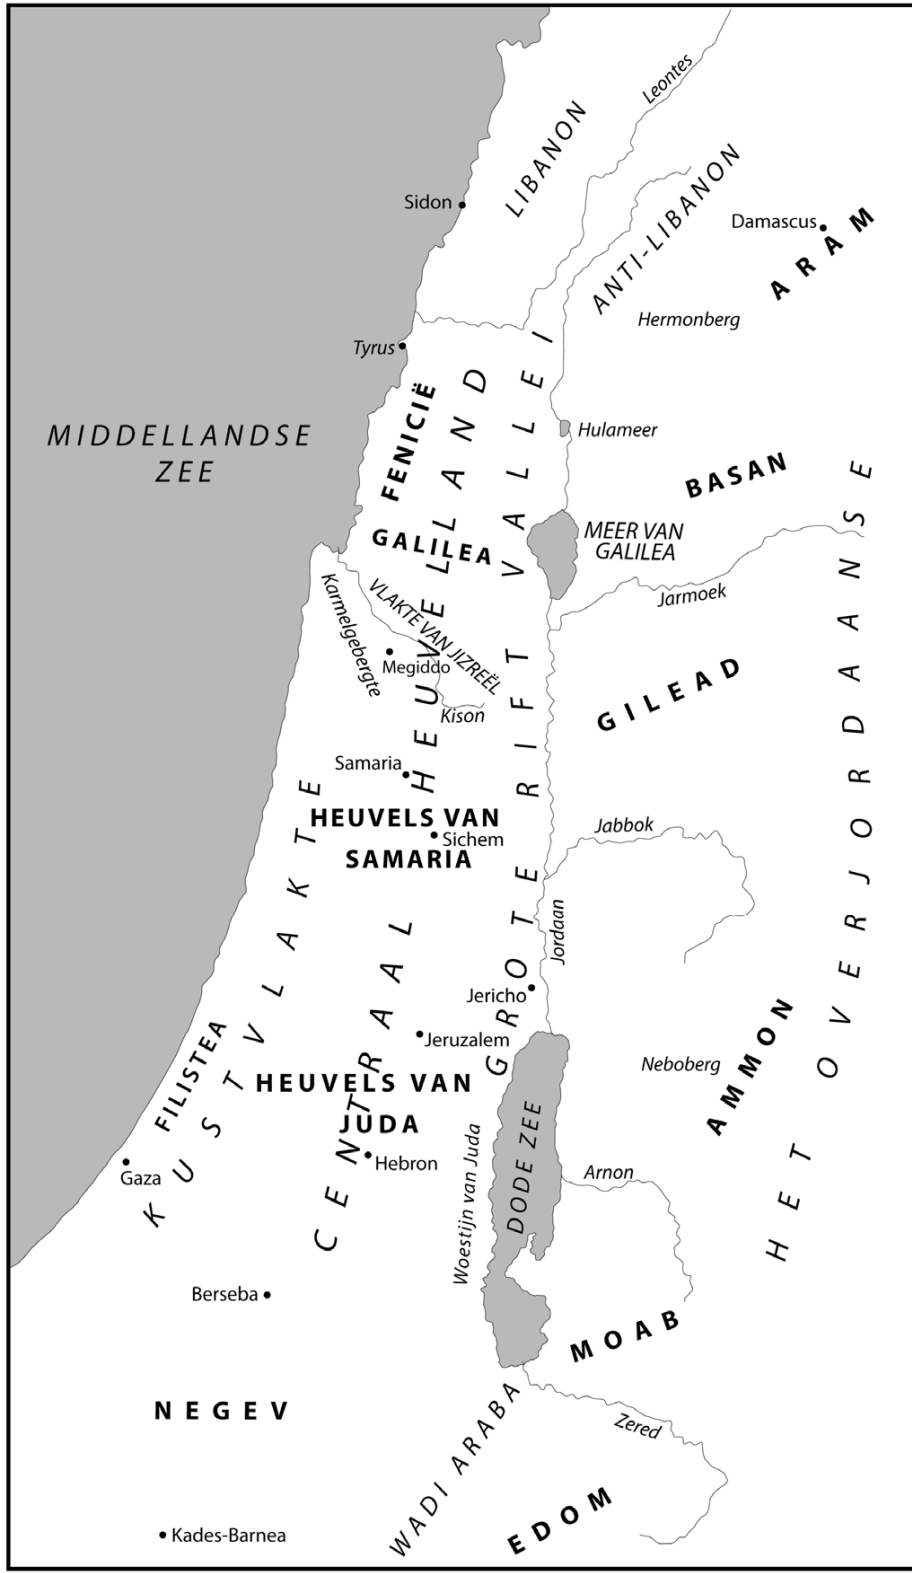 Leontes
LIBANON
ANTI-LIBANON
Sidon
Damascus
ARAM
Hermonberg
Tyrus
FENICIË
MIDDELLANDSE
ZEE
Hulameer
BASAN
GALILEA
MEER VAN
GALILEA
Jarmoek
VLAKTE VAN JIZREËL
Karmelgebergte
Megiddo
Kison
GILEAD
Samaria
HEUVELS VAN
SAMARIA
Sichem
Jabbok
Jordaan
CENTRAAL HEUVELLAND
GROTE RIFT VALLEI
HET OVERJORDAANSE
KUSTVLAKTE
Jericho
Jeruzalem
FILISTEA
HEUVELS VAN
JUDA
Neboberg
AMMON
Gaza
Hebron
Woestijn van Juda
DODE ZEE
Arnon
Berseba
MOAB
NEGEV
WADI ARABA
Zered
EDOM
Kades-Barnea